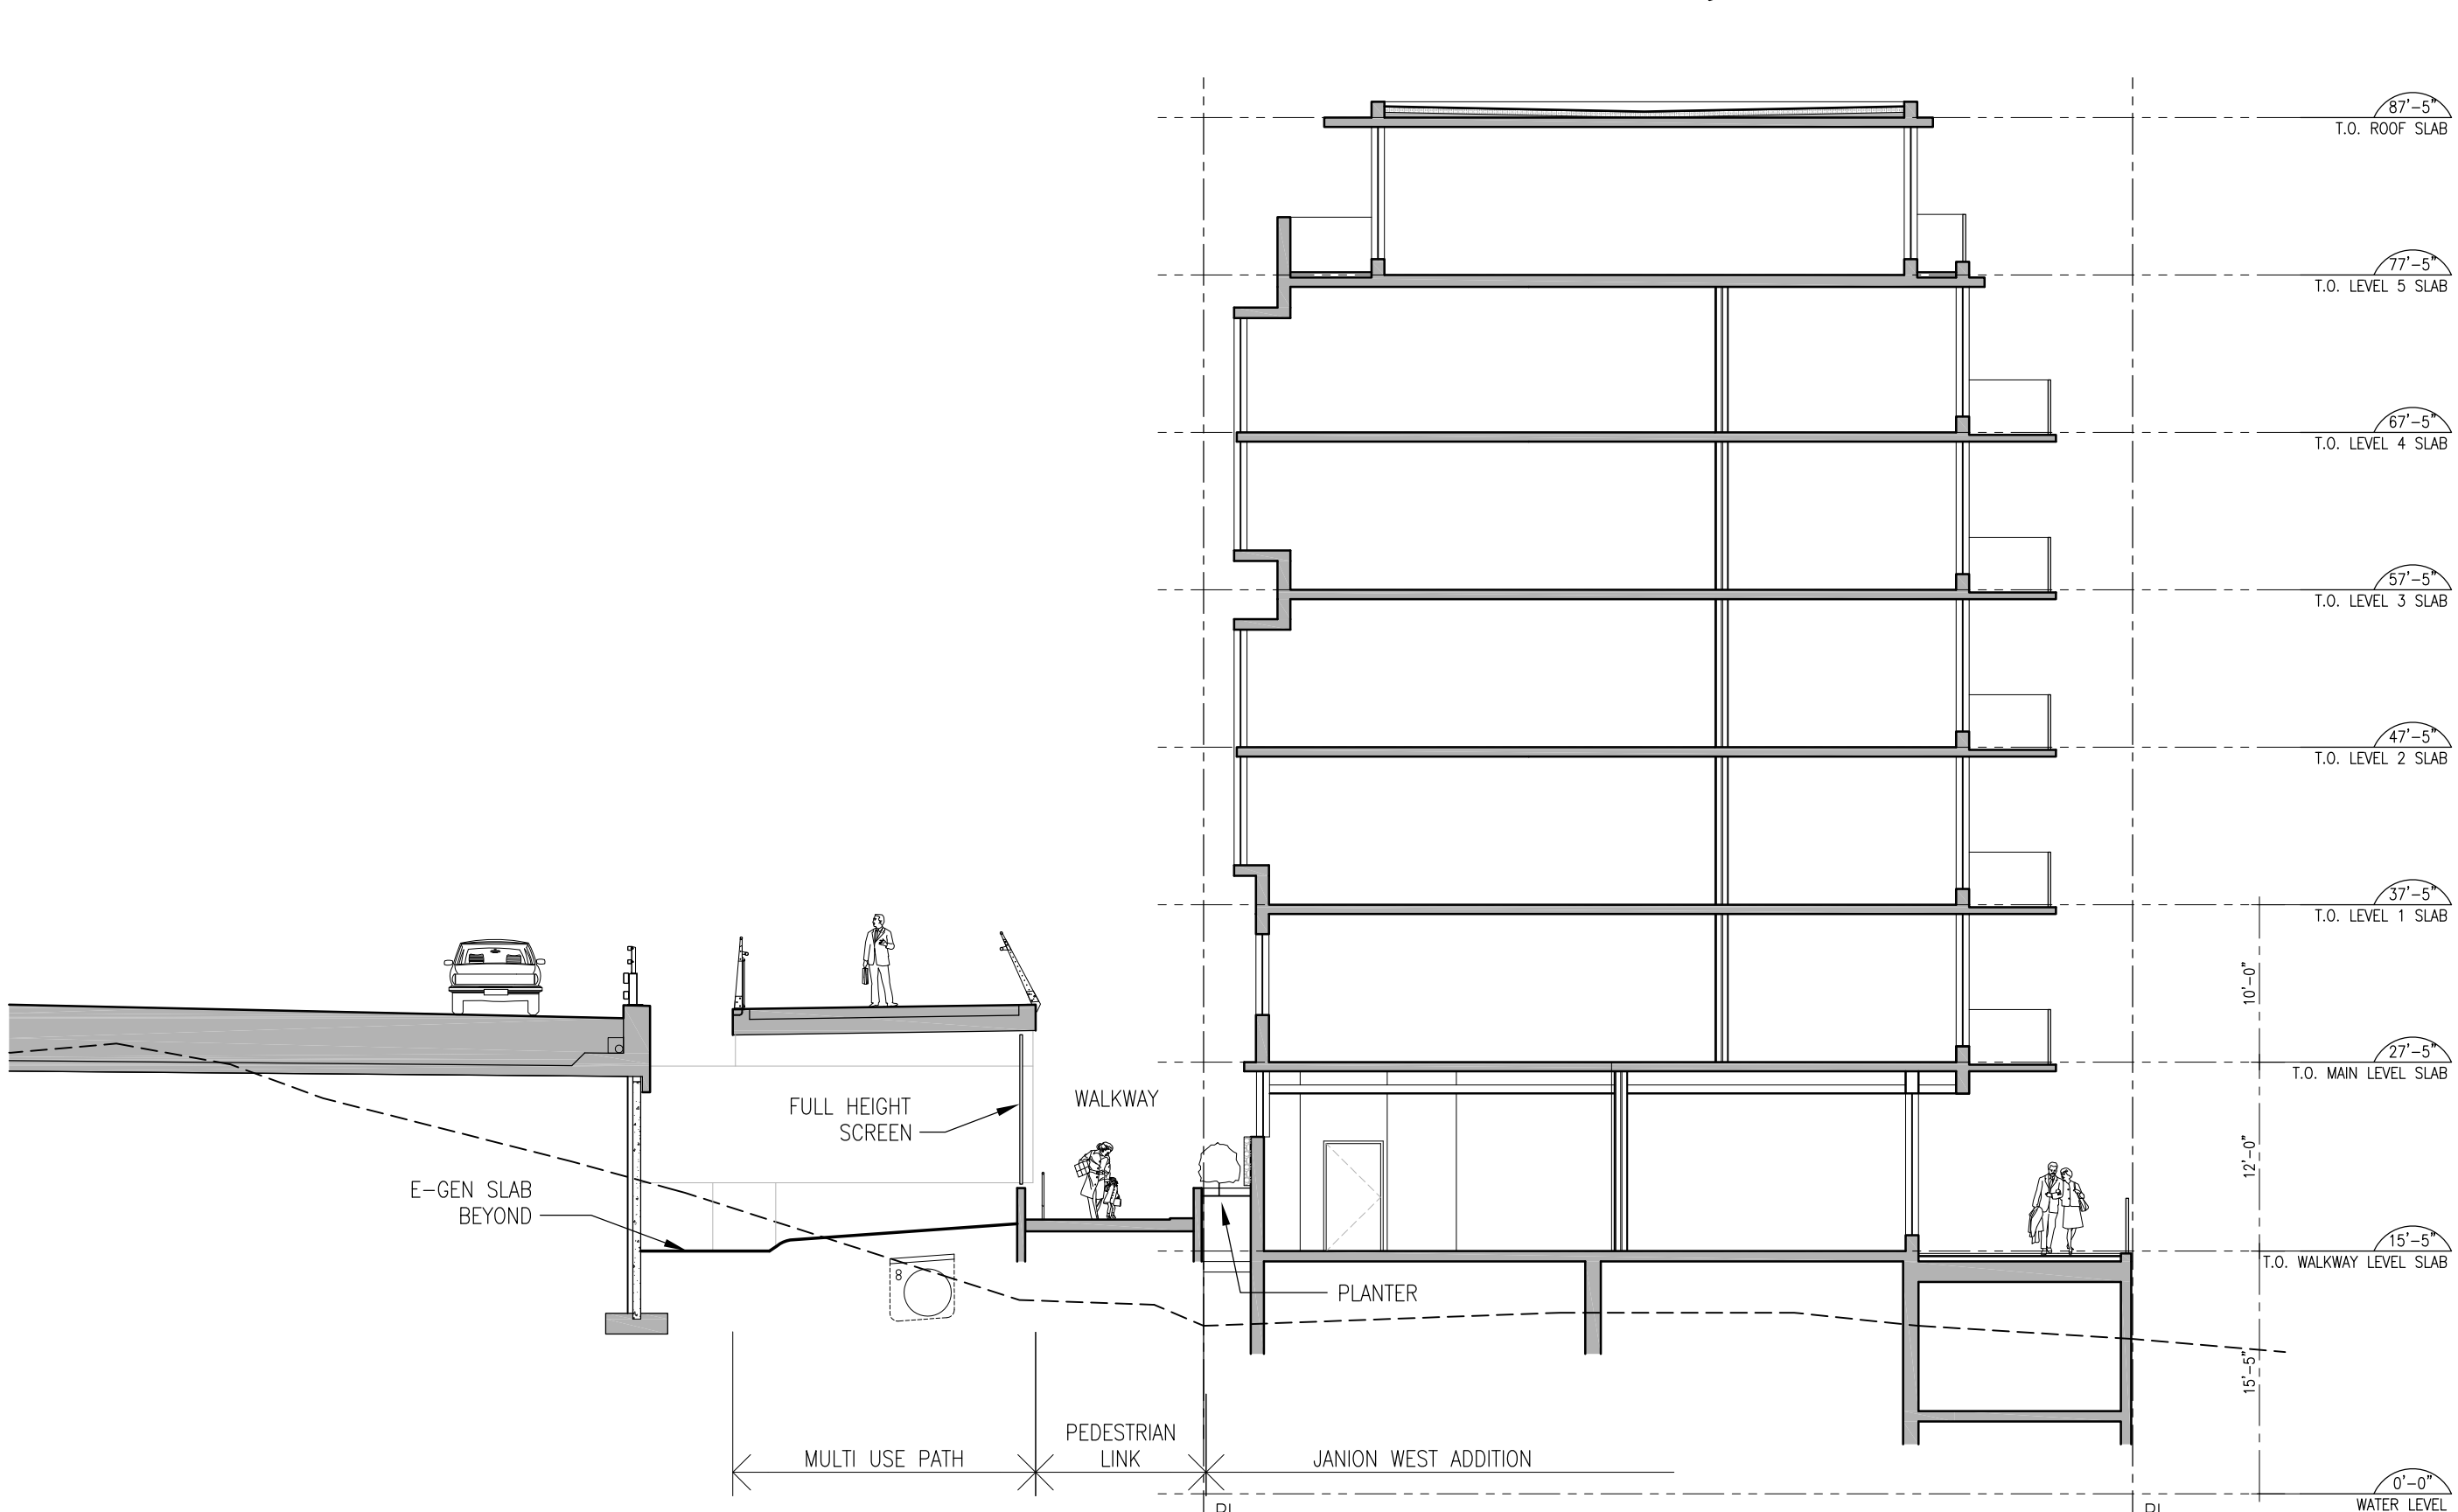 87'-5"
T.O. ROOF SLAB
77'-5"
T.O. LEVEL 5 SLAB
67'-5"
T.O. LEVEL 4 SLAB
57'-5"
T.O. LEVEL 3 SLAB
47'-5"
T.O. LEVEL 2 SLAB
37'-5"
T.O. LEVEL 1 SLAB
10'-0"
27'-5"
T.O. MAIN LEVEL SLAB
12'-0"
15'-5"
T.O. WALKWAY LEVEL SLAB
15'-5"
0'-0"
WATER LEVEL
FULL HEIGHT
SCREEN
WALKWAY
E-GEN SLAB
BEYOND
8
8
PLANTER
MULTI USE PATH
PEDESTRIAN
LINK
JANION WEST ADDITION